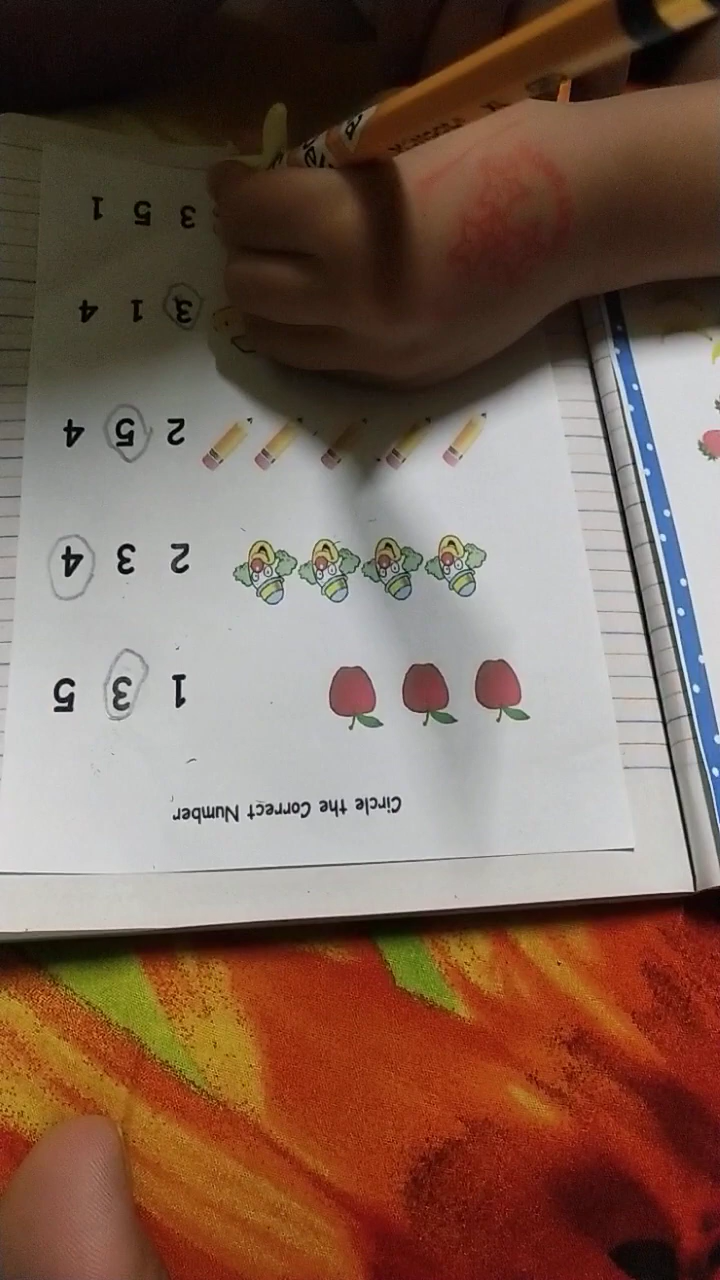 Circle the Correct Number
1 3 5
2 3 4
2 5 4
3 1 4
3 5 1